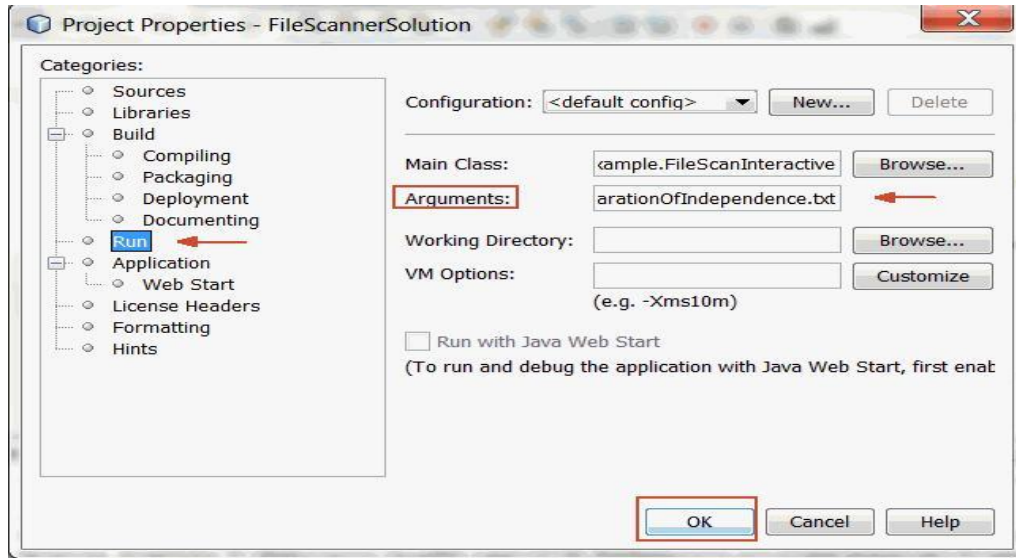 Project Properties - FileScannerSolution
Categories:
Sources
Libraries
Build
Compiling
Packaging
Deployment
Documenting
Run
Application
Web Start
License Headers
Formatting
Hints
Configuration: <default config> New... Delete
Main Class: xample.FileScanInteractive Browse...
Arguments: arationOfIndependence.txt
Working Directory: Browse...
VM Options: Customize
(e.g. -Xms10m)
Run with Java Web Start
(To run and debug the application with Java Web Start, first enab
OK Cancel Help